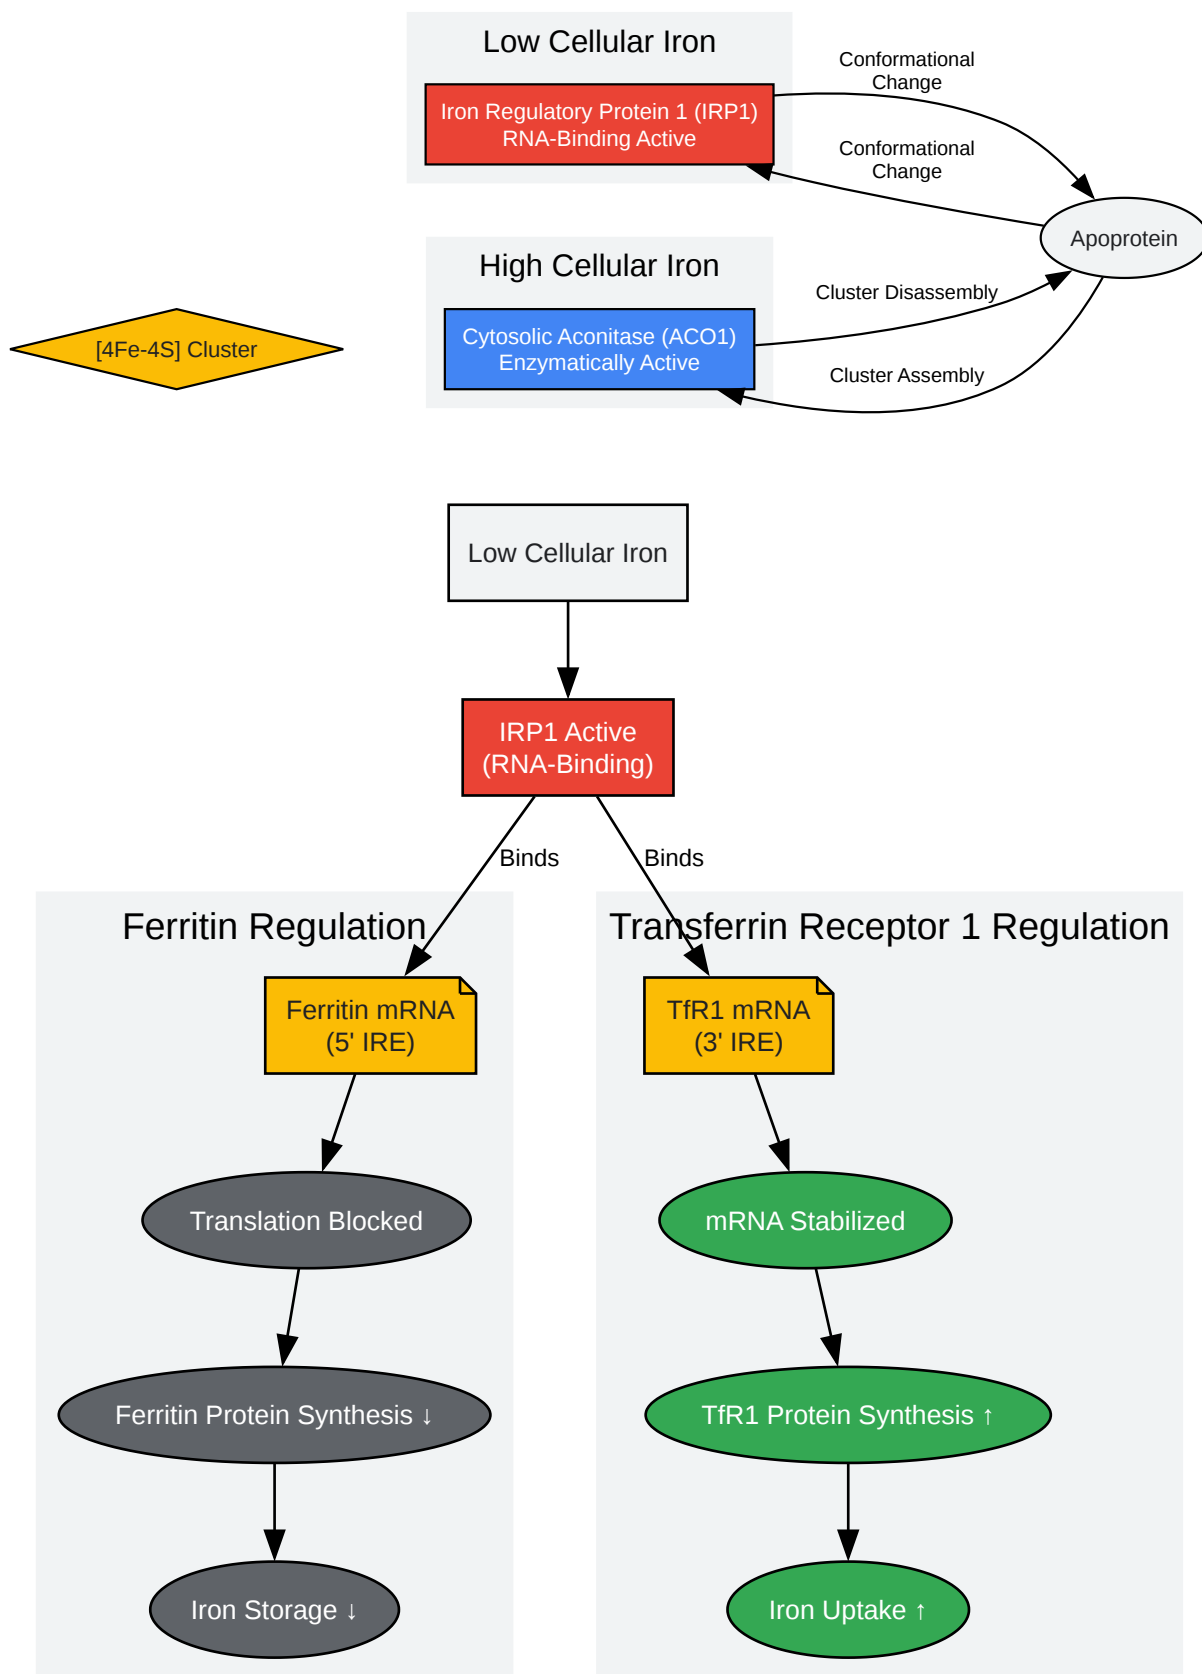 Low Cellular Iron
Iron Regulatory Protein 1 (IRP1)
RNA-Binding Active
Conformational
Change
Conformational
Change
Apoprotein
High Cellular Iron
Cytosolic Aconitase (ACO1)
Enzymatically Active
Cluster Disassembly
Cluster Assembly
[4Fe-4S] Cluster
Low Cellular Iron
IRP1 Active
(RNA-Binding)
Binds
Binds
Ferritin Regulation
Transferrin Receptor 1 Regulation
Ferritin mRNA
(5' IRE)
TfR1 mRNA
(3' IRE)
Translation Blocked
mRNA Stabilized
Ferritin Protein Synthesis ↓
TfR1 Protein Synthesis ↑
Iron Storage ↓
Iron Uptake ↑